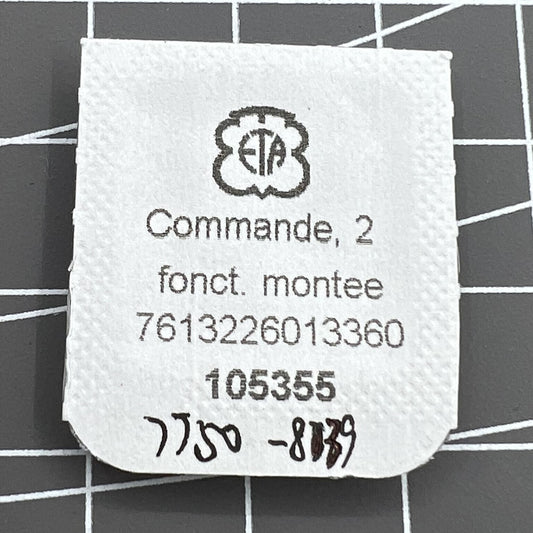 ETA
Commande, 2
fonct. montee
7613226013360
105355
7750